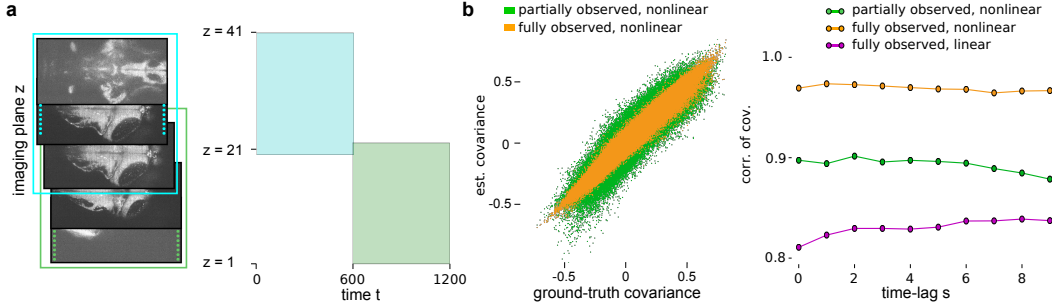 a
imaging plane z
z = 41
z = 21
z = 1
0
600
1200
time t
b
partially observed, nonlinear
fully observed, nonlinear
est. covariance
0.5
0
-0.5
-0.5
0
0.5
ground-truth covariance
partially observed, nonlinear
fully observed, nonlinear
fully observed, linear
corr. of cov.
1.0
0.9
0.8
0
2
4
6
8
time-lag s